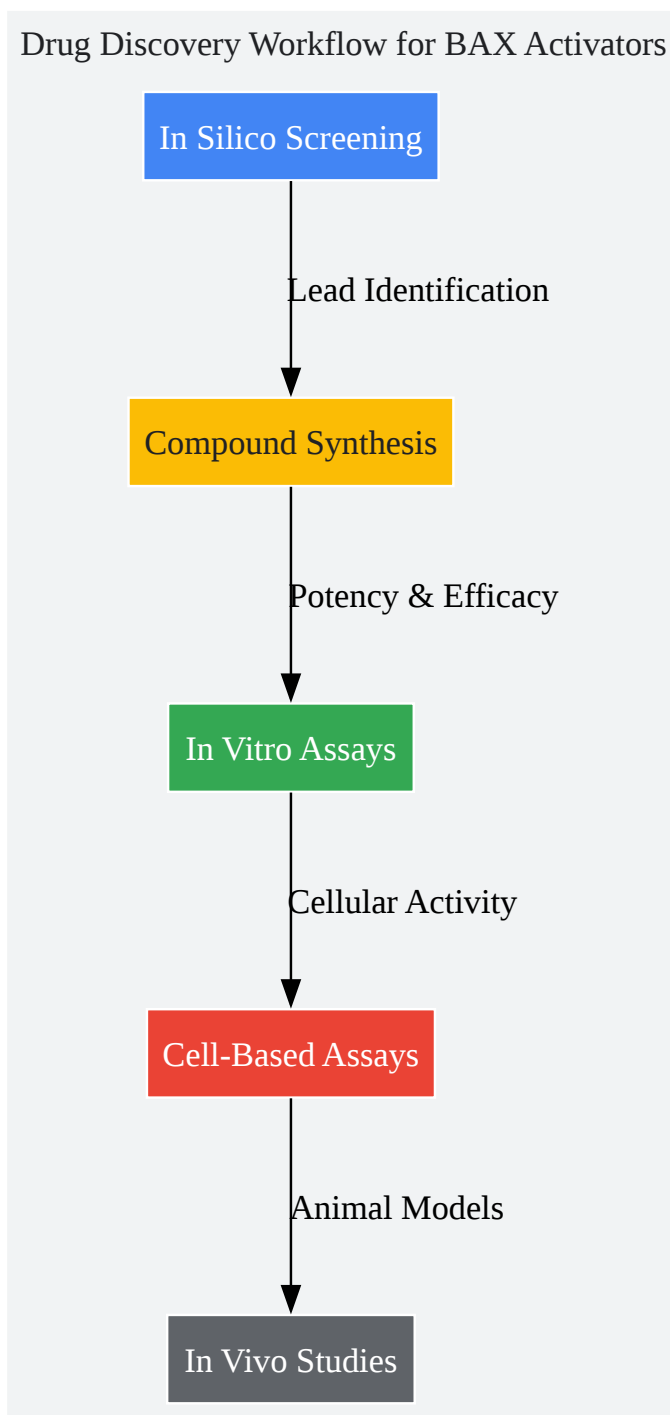 Drug Discovery Workflow for BAX Activators
In Silico Screening
Lead Identification
Compound Synthesis
Potency & Efficacy
In Vitro Assays
Cellular Activity
Cell-Based Assays
Animal Models
In Vivo Studies